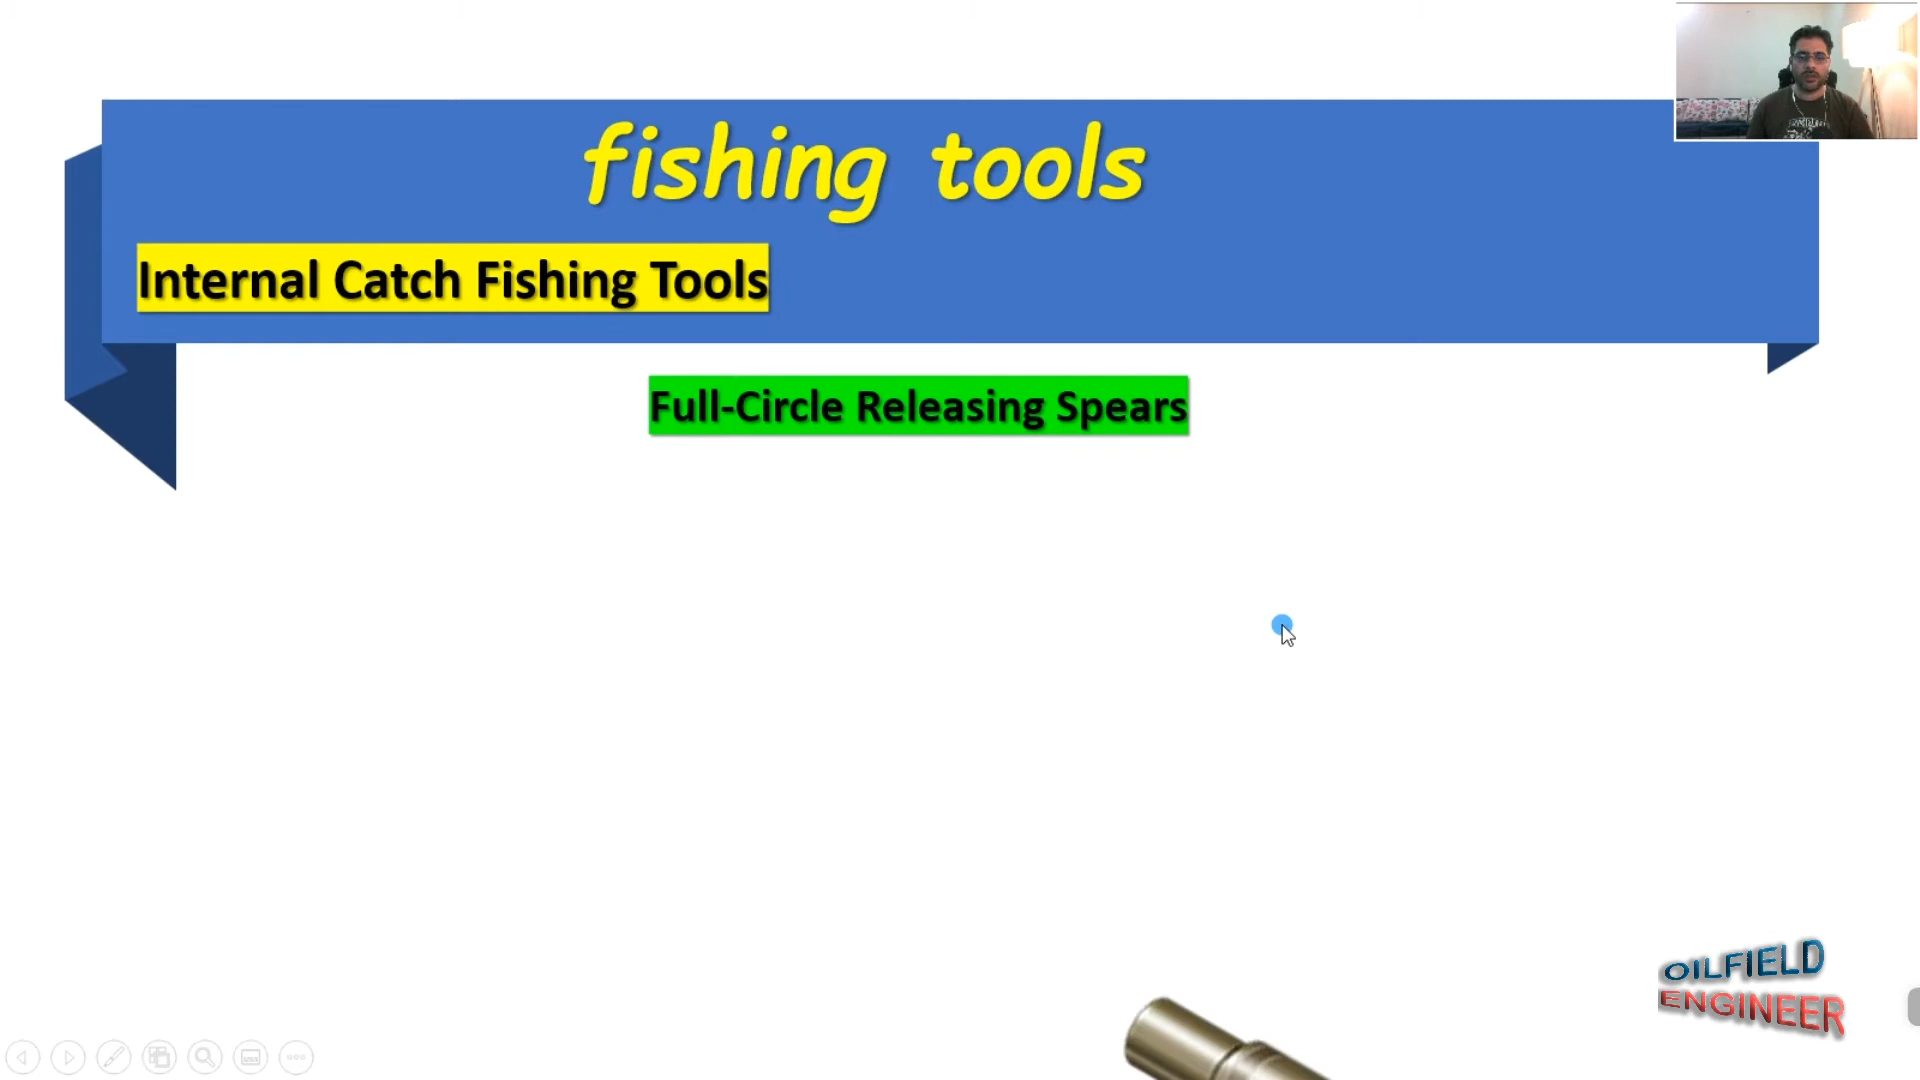 fishing tools
Internal Catch Fishing Tools
Full-Circle Releasing Spears
OILFIELD
ENGINEER